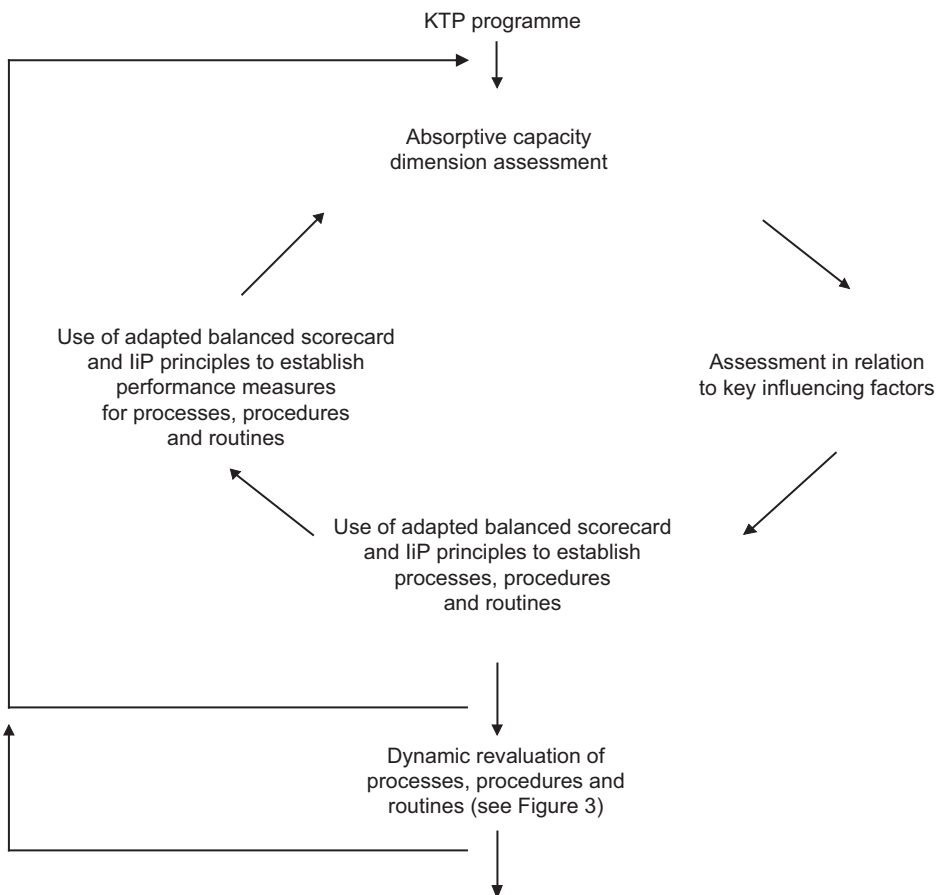 KTP programme
Absorptive capacity
dimension assessment
Use of adapted balanced scorecard
and IiP principles to establish
performance measures
for processes, procedures
and routines
Assessment in relation
to key influencing factors
Use of adapted balanced scorecard
and IiP principles to establish
processes, procedures
and routines
Dynamic revaluation of
processes, procedures and
routines (see Figure 3)